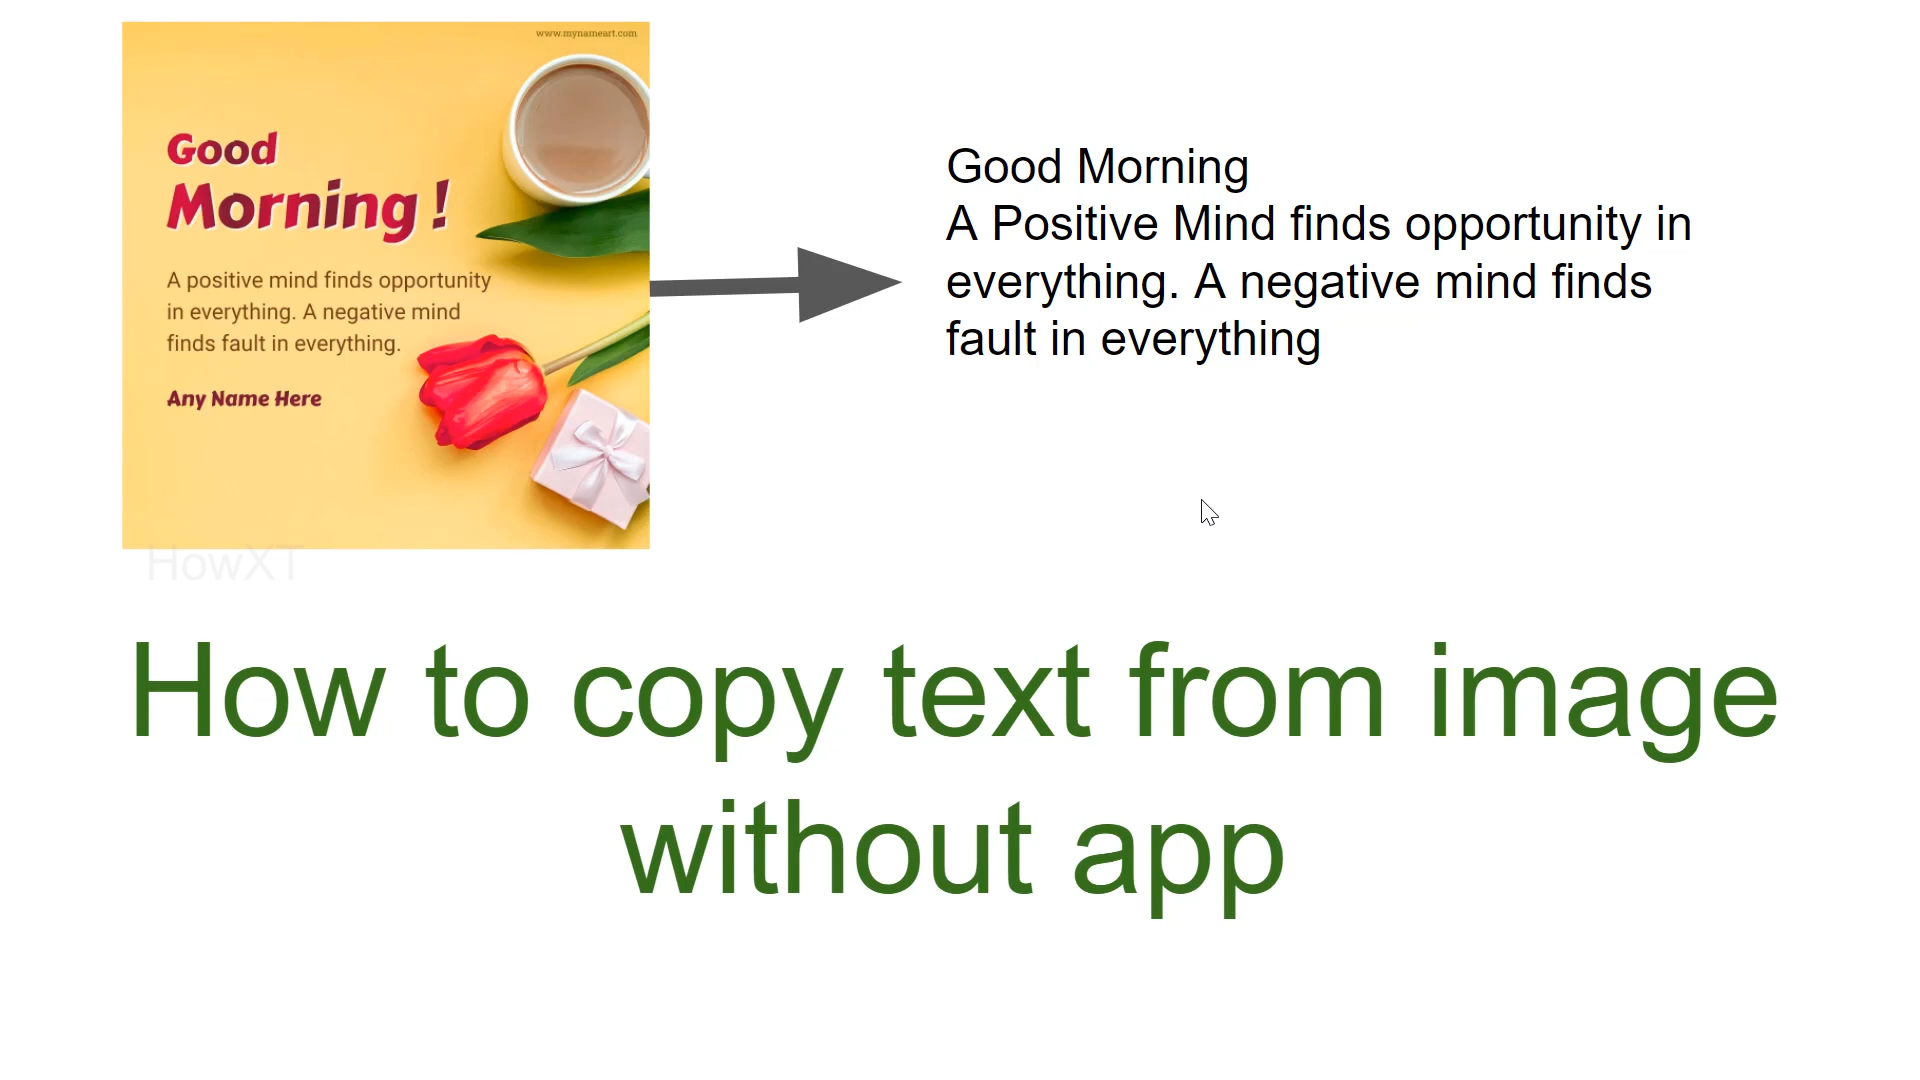 www.mynameart.com
Good
Morning !
A positive mind finds opportunity
in everything. A negative mind
finds fault in everything.
Any Name Here
HowXT
Good Morning
A Positive Mind finds opportunity in
everything. A negative mind finds
fault in everything
How to copy text from image
without app